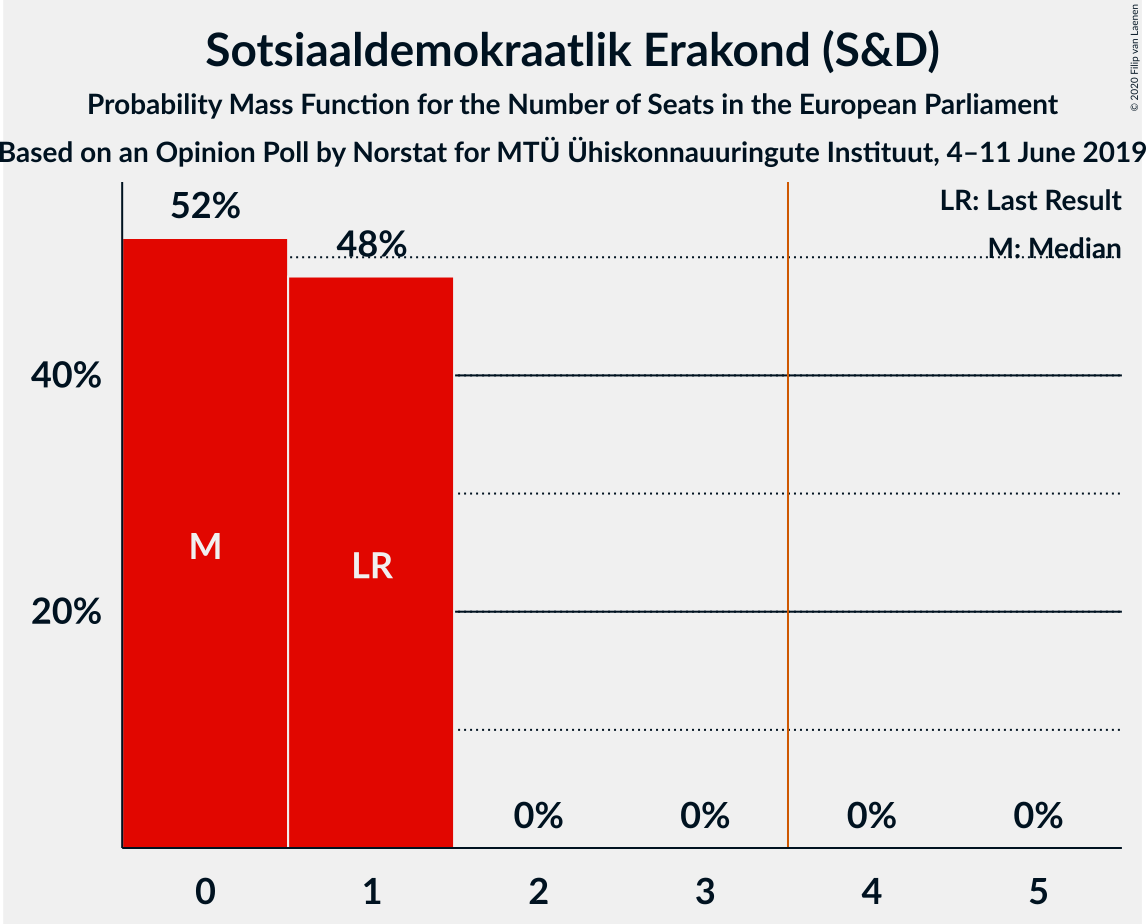 Sotsiaaldemokraatlik Erakond (S&D)
Probability Mass Function for the Number of Seats in the European Parliament
Based on an Opinion Poll by Norstat for MTÜ Ühiskonnauuringute Instituut, 4–11 June 2019
© 2020 Filip van Laenen
LR: Last Result
M: Median
52%
48%
40%
20%
M
LR
0%
0%
0%
0%
0
1
2
3
4
5